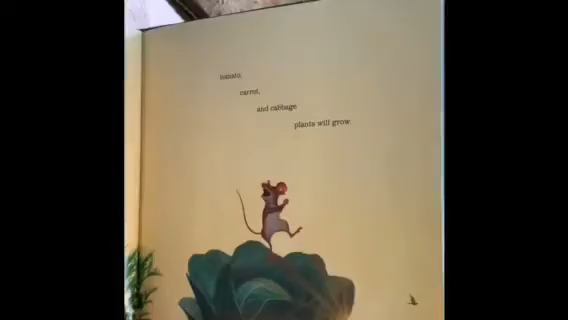 tomato,
carrot,
and cabbage
plants will grow.